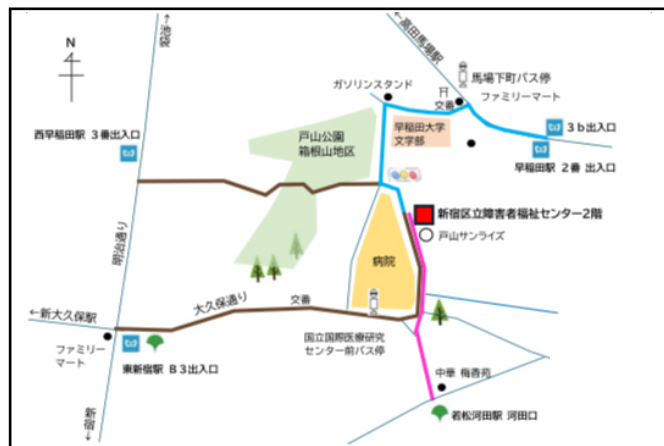 ↑池袋
←高田馬場駅
N
馬場下町バス停
ガソリンスタンド
交番
ファミリーマート
西早稲田駅 3番出入口
戸山公園
箱根山地区
早稲田大学
文学部
3b出入口
早稲田駅 2番 出入口
新宿区立障害者福祉センター2階
戸山サンライズ
明治通り
病院
大久保通り
交番
←新大久保駅
ファミリー
マート
国立国際医療研究
センター前バス停
東新宿駅 B3出入口
中華 梅香苑
新宿↓
若松河田駅 河田口